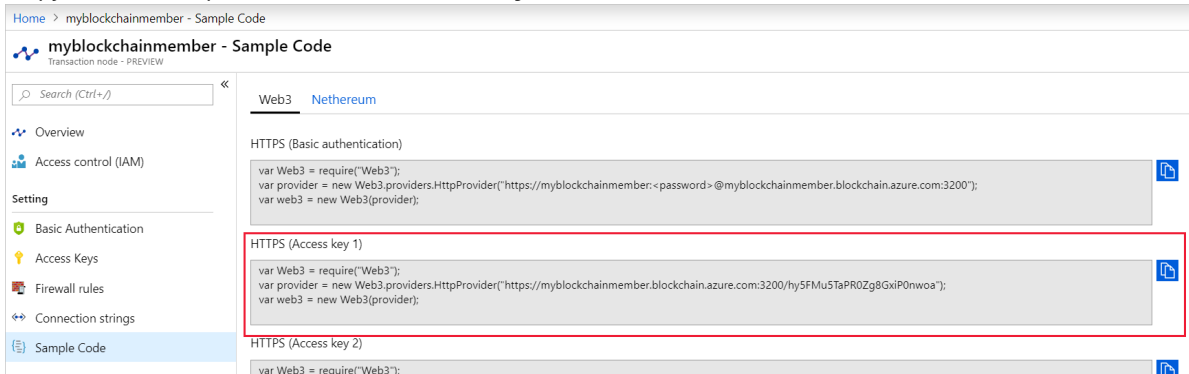 Home > myblockchainmember - Sample Code
myblockchainmember - Sample Code
Transaction node - PREVIEW
Search (Ctrl+/)
«
Overview
Access control (IAM)
Setting
Basic Authentication
Access Keys
Firewall rules
Connection strings
Sample Code
Web3 Nethereum
HTTPS (Basic authentication)
var Web3 = require("Web3");
var provider = new Web3.providers.HttpProvider("https://myblockchainmember:<password>@myblockchainmember.blockchain.azure.com:3200");
var web3 = new Web3(provider);
HTTPS (Access key 1)
var Web3 = require("Web3");
var provider = new Web3.providers.HttpProvider("https://myblockchainmember.blockchain.azure.com:3200/hy5FMu5TaPR0Zg8GxiP0nwoa");
var web3 = new Web3(provider);
HTTPS (Access key 2)
var Web3 = require("Web3");